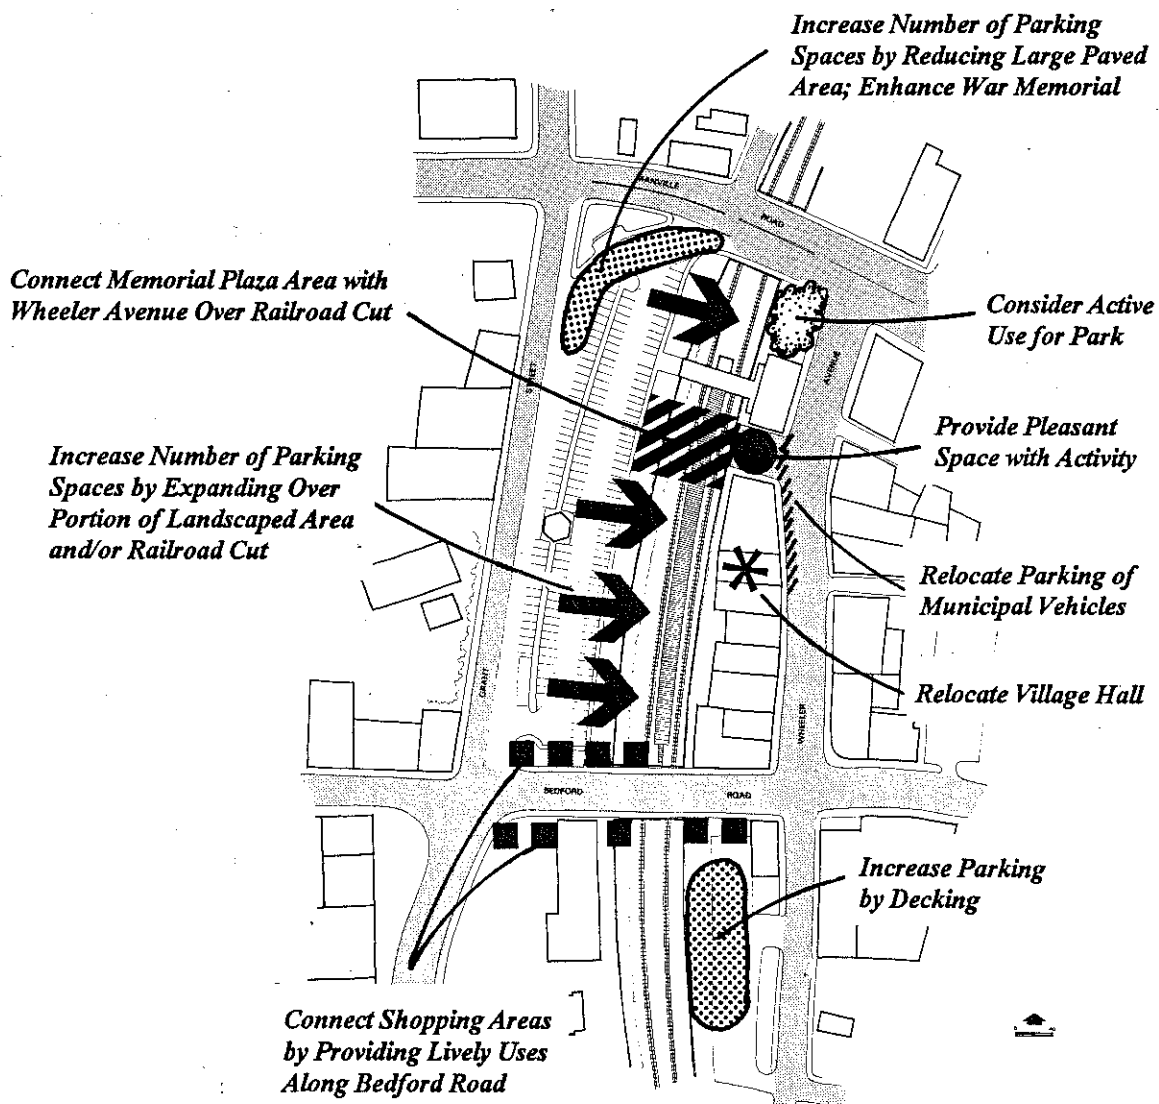 Increase Number of Parking
Spaces by Reducing Large Paved
Area; Enhance War Memorial
MANVILLE
ROAD
Connect Memorial Plaza Area with
Wheeler Avenue Over Railroad Cut
Consider Active
Use for Park
AVENUE
STREET
Provide Pleasant
Space with Activity
Increase Number of Parking
Spaces by Expanding Over
Portion of Landscaped Area
and/or Railroad Cut
Relocate Parking of
Municipal Vehicles
Relocate Village Hall
GRANT
WHEELER
BEDFORD
ROAD
Increase Parking
by Decking
Connect Shopping Areas
by Providing Lively Uses
Along Bedford Road